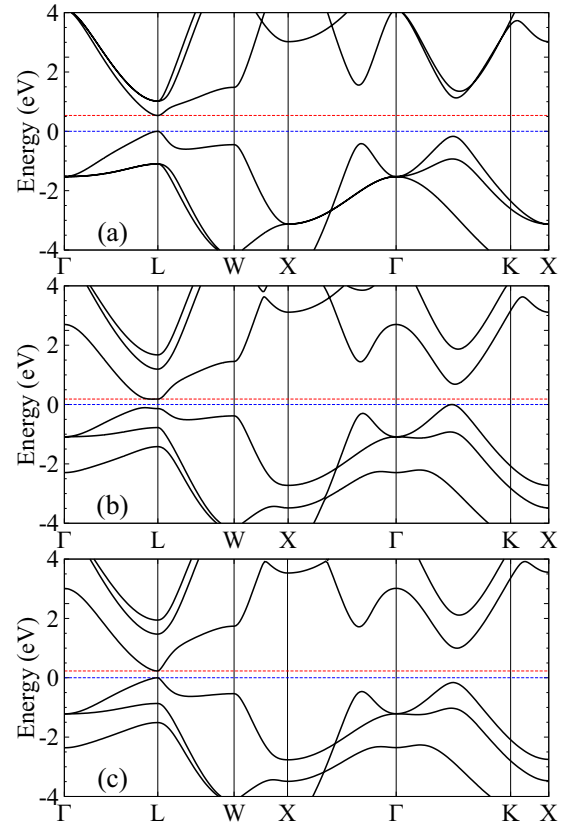 4
2
0
-2
-4
Energy (eV)
(a)
Γ L W X Γ K X
4
2
0
-2
-4
Energy (eV)
(b)
Γ L W X Γ K X
4
2
0
-2
-4
Energy (eV)
(c)
Γ L W X Γ K X